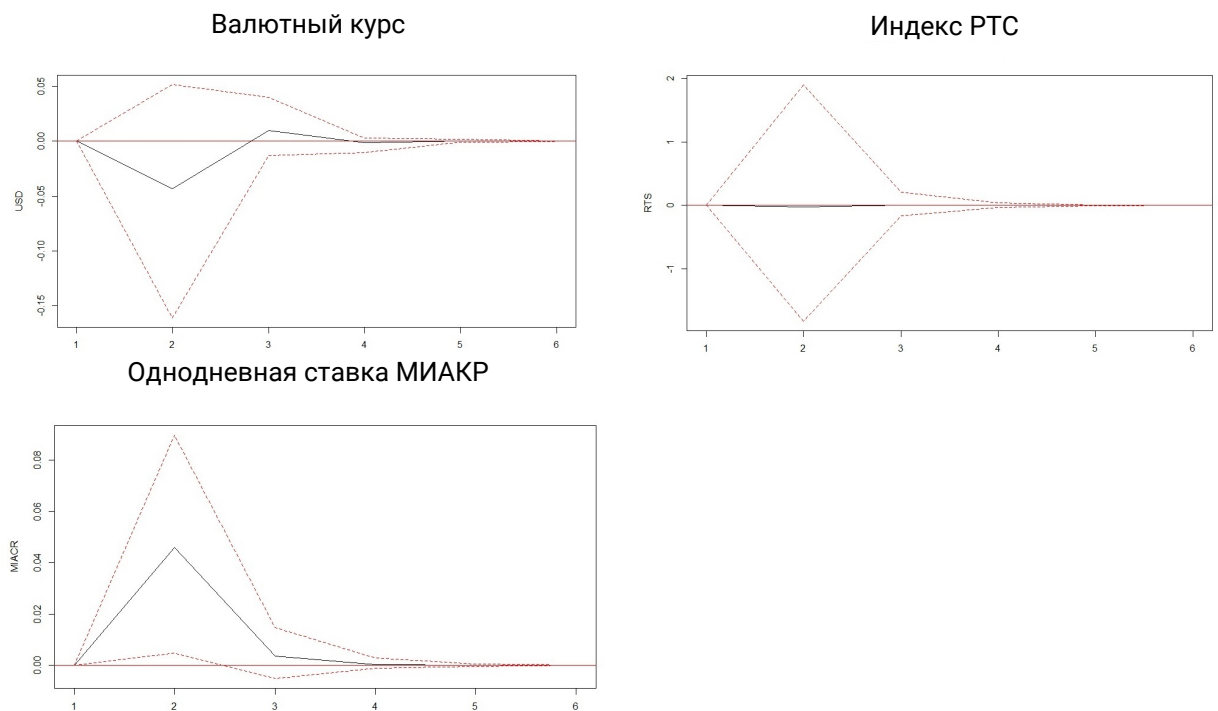 Валютный курс
Индекс РТС
USD
0.05
0.00
-0.05
-0.10
-0.15
1 2 3 4 5 6
RTS
2
1
0
-1
1 2 3 4 5 6
Однодневная ставка МИАКР
MIACR
0.08
0.06
0.04
0.02
0.00
1 2 3 4 5 6